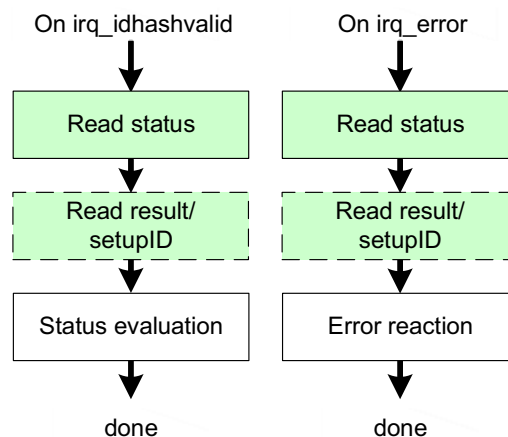 On irq_idhashvalid
Read status
Read result/
setupID
Status evaluation
done
On irq_error
Read status
Read result/
setupID
Error reaction
done